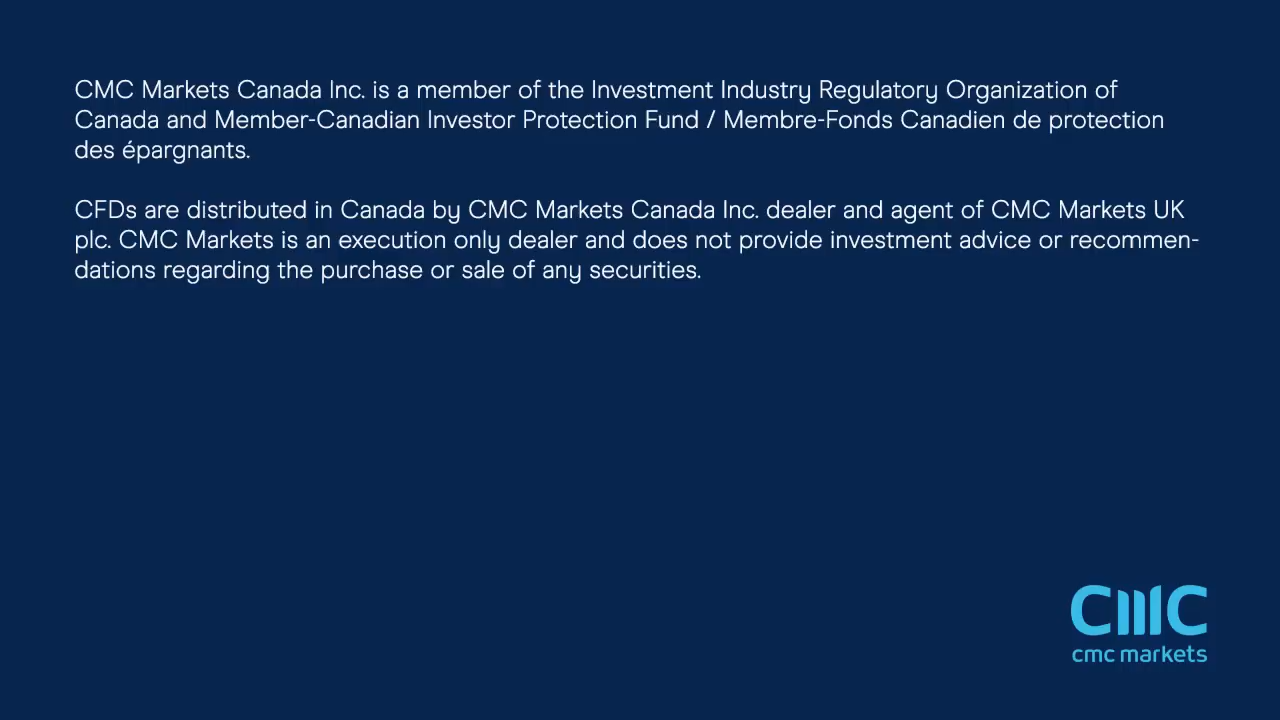 CMC Markets Canada Inc. is a member of the Investment Industry Regulatory Organization of
Canada and Member-Canadian Investor Protection Fund / Membre-Fonds Canadien de protection
des épargnants.
CFDs are distributed in Canada by CMC Markets Canada Inc. dealer and agent of CMC Markets UK
plc. CMC Markets is an execution only dealer and does not provide investment advice or recommen-
dations regarding the purchase or sale of any securities.
CMC
cmc markets